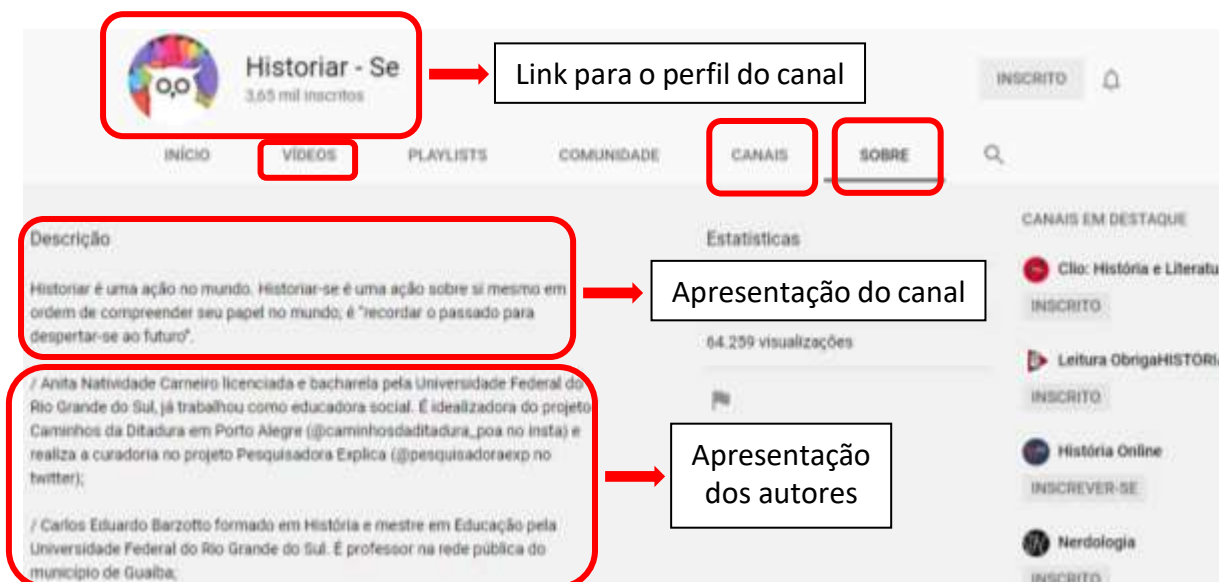 Historiar - Se
3,65 mil inscritos
Link para o perfil do canal
INSCRITO
INÍCIO
VÍDEOS
PLAYLISTS
COMUNIDADE
CANAIS
SOBRE
Descrição
Historiar é uma ação no mundo. Historiar-se é uma ação sobre si mesmo em
ordem de compreender seu papel no mundo, é "recordar o passado para
despertar-se ao futuro".
/ Anita Natividade Carneiro licenciada e bacharela pela Universidade Federal do
Rio Grande do Sul, já trabalhou como educadora social. É idealizadora do projeto
Caminhos da Ditadura em Porto Alegre (@caminhosdaditadura_poa no insta) e
realiza a curadoria no projeto Pesquisadora Explica (@pesquisadoraexp no
twitter);
/ Carlos Eduardo Barzotto formado em História e mestre em Educação pela
Universidade Federal do Rio Grande do Sul. É professor na rede pública do
município de Guaíba;
Estatísticas
Apresentação do canal
64.259 visualizações
Apresentação
dos autores
CANAIS EM DESTAQUE
Clio: História e Literatu
INSCRITO
Leitura ObrigaHISTÓRI
INSCRITO
História Online
INSCREVER-SE
Nerdologia
INSCRITO